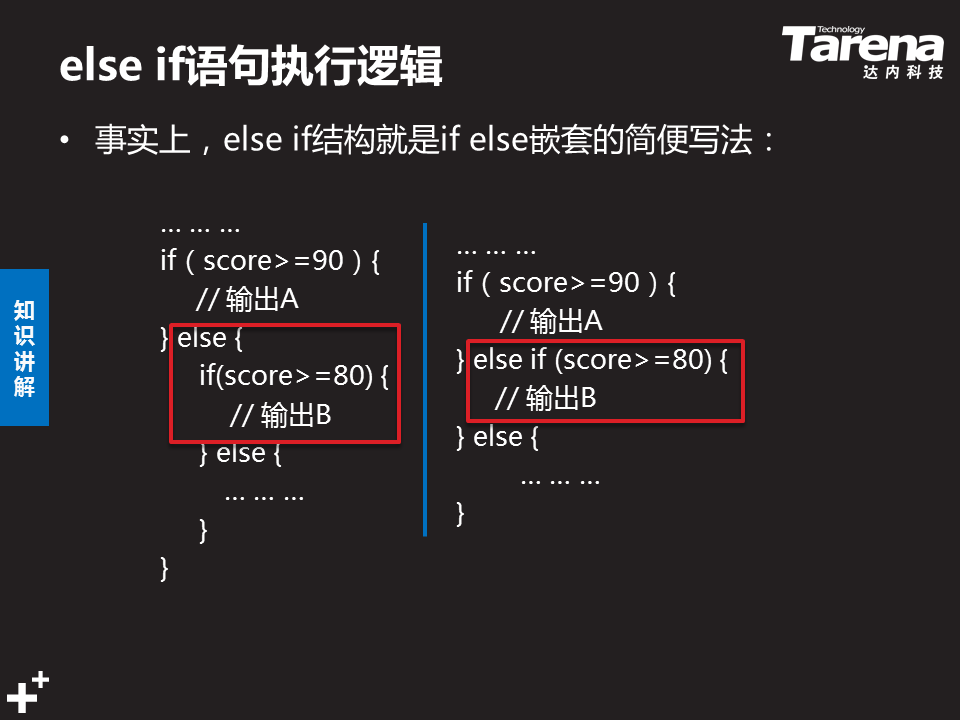 else if语句执行逻辑
Technology
Tarena
达内科技
• 事实上，else if结构就是if else嵌套的简便写法：
知识讲解
... ... ...
if（score>=90）{
// 输出A
} else {
if(score>=80) {
// 输出B
} else {
... ... ...
}
}
... ... ...
if（score>=90）{
// 输出A
} else if (score>=80) {
// 输出B
} else {
... ... ...
}